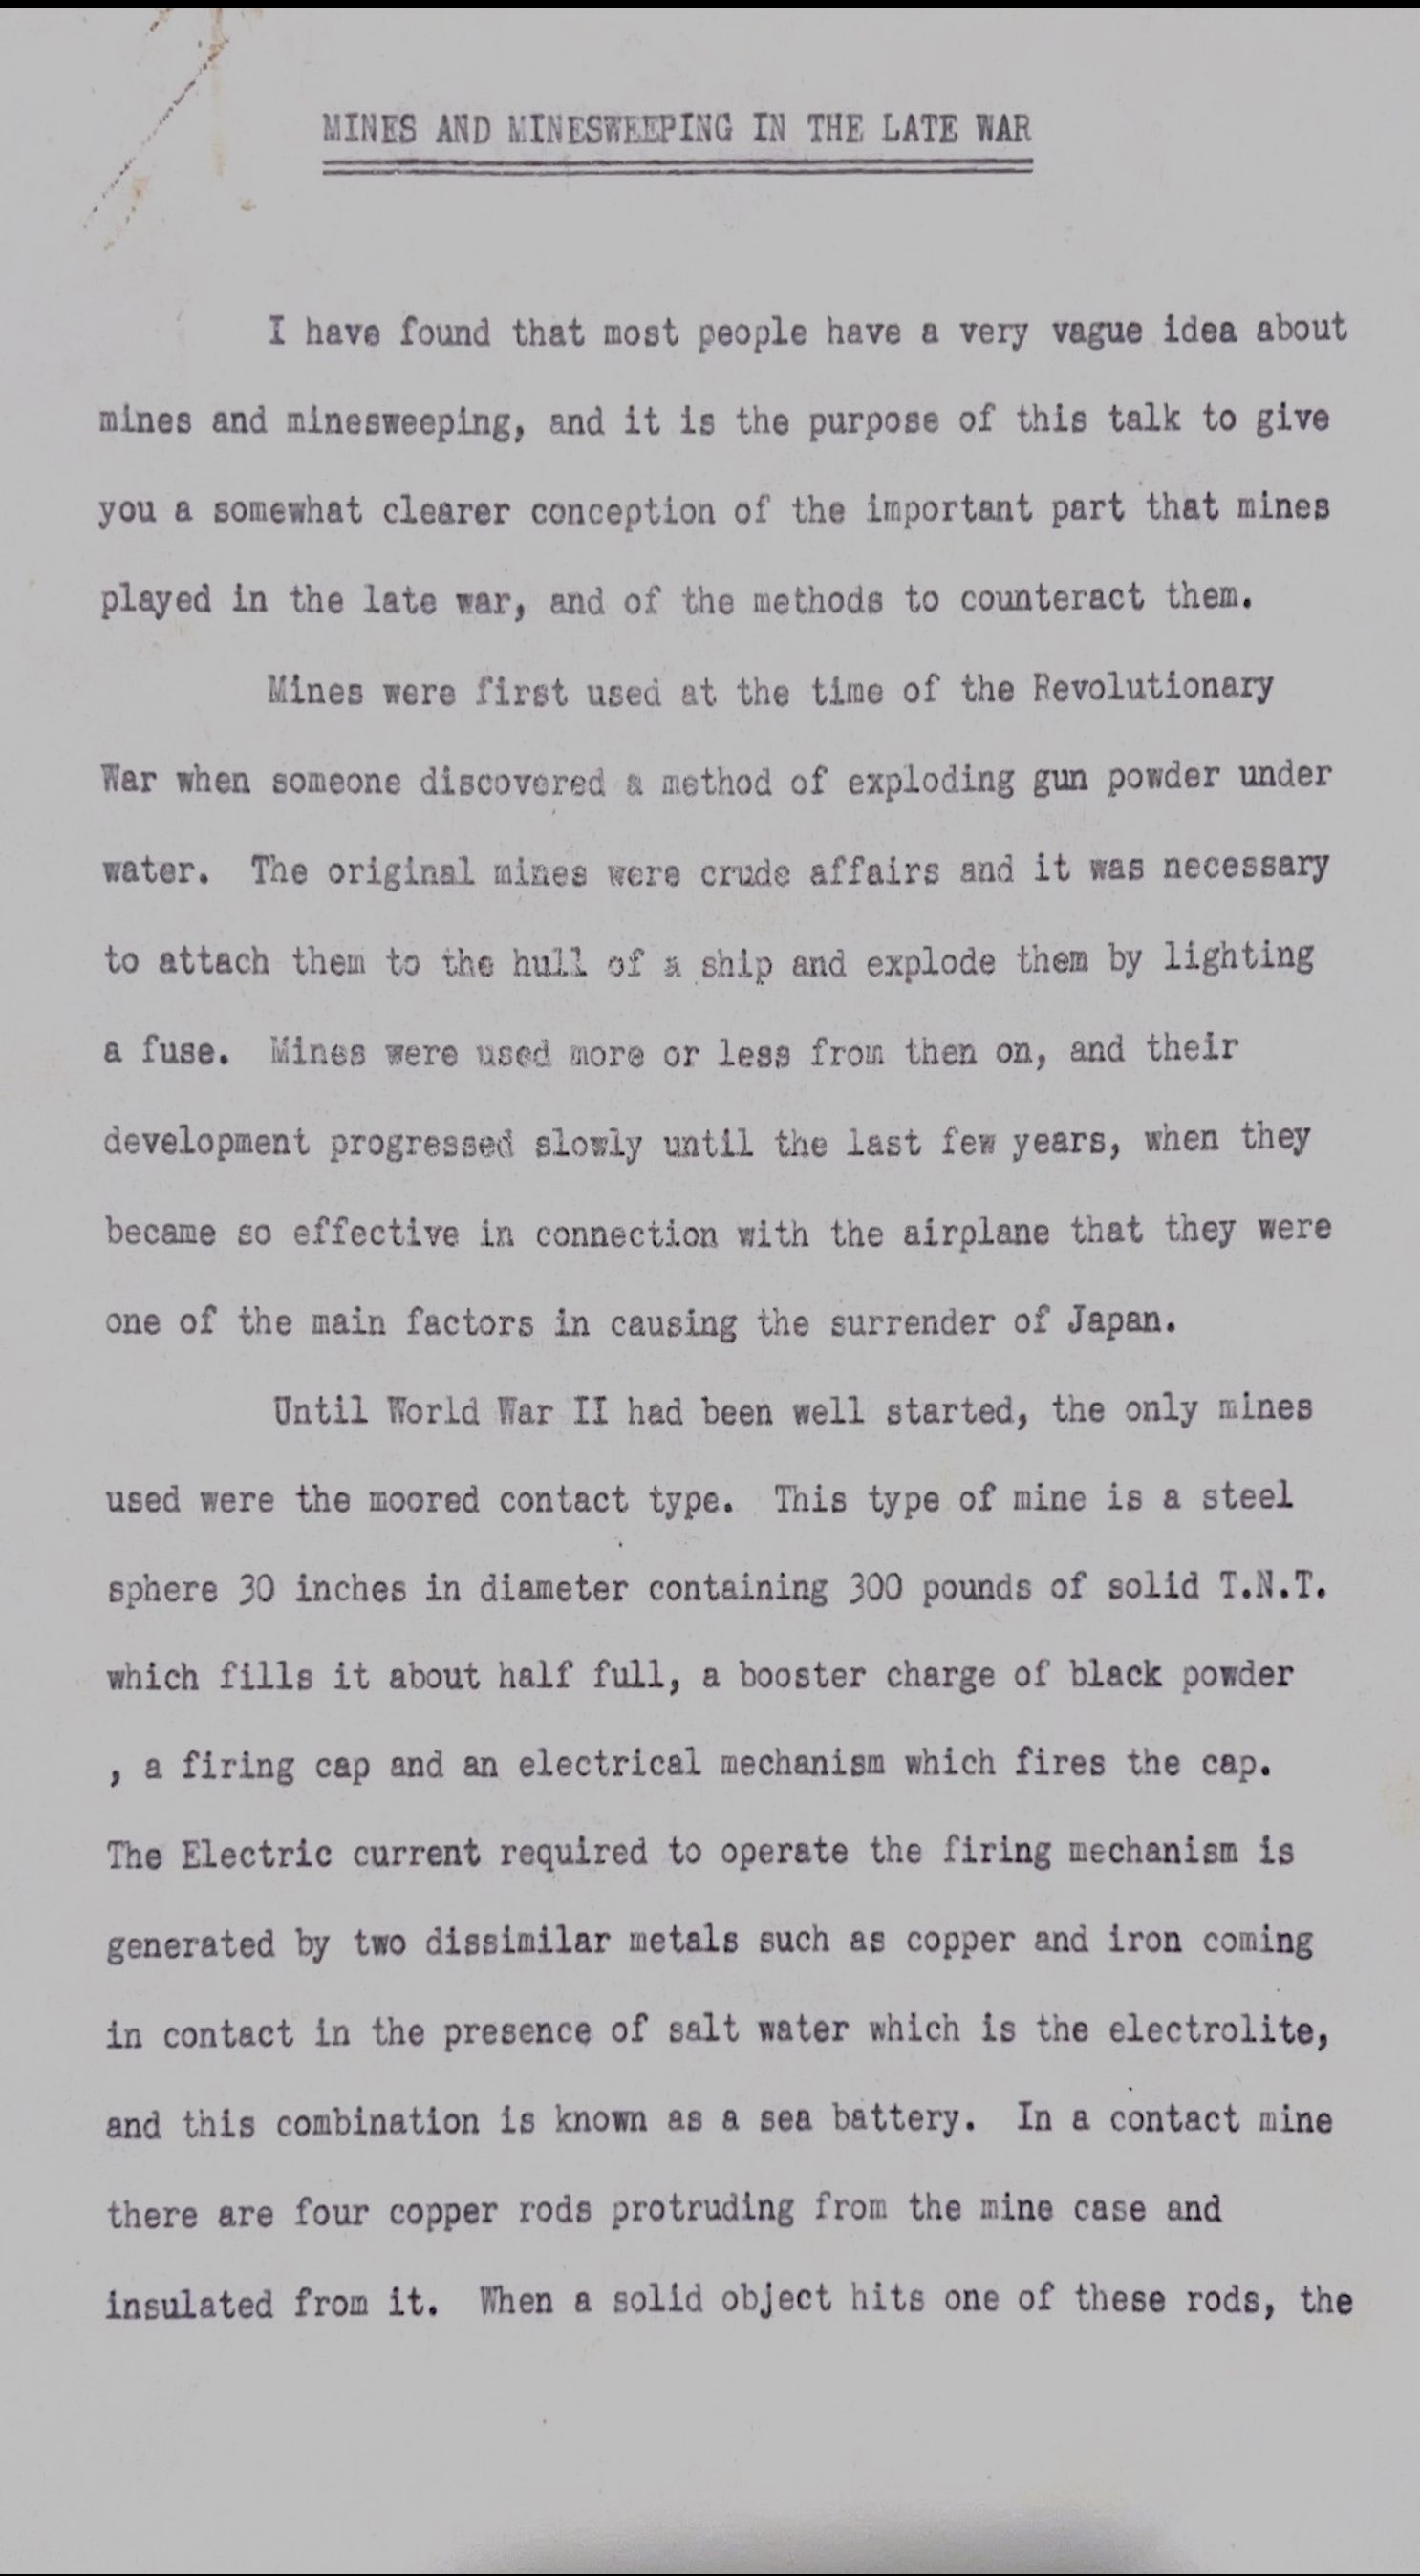 MINES AND MINESWEEPING IN THE LATE WAR
I have found that most people have a very vague idea about
mines and minesweeping, and it is the purpose of this talk to give
you a somewhat clearer conception of the important part that mines
played in the late war, and of the methods to counteract them.
Mines were first used at the time of the Revolutionary
War when someone discovered a method of exploding gun powder under
water. The original mines were crude affairs and it was necessary
to attach them to the hull of a ship and explode them by lighting
a fuse. Mines were used more or less from then on, and their
development progressed slowly until the last few years, when they
became so effective in connection with the airplane that they were
one of the main factors in causing the surrender of Japan.
Until World War II had been well started, the only mines
used were the moored contact type. This type of mine is a steel
sphere 30 inches in diameter containing 300 pounds of solid T.N.T.
which fills it about half full, a booster charge of black powder
, a firing cap and an electrical mechanism which fires the cap.
The Electric current required to operate the firing mechanism is
generated by two dissimilar metals such as copper and iron coming
in contact in the presence of salt water which is the electrolite,
and this combination is known as a sea battery. In a contact mine
there are four copper rods protruding from the mine case and
insulated from it. When a solid object hits one of these rods, the